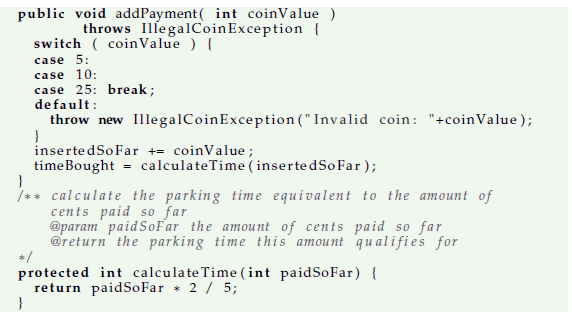 public void addPayment( int coinValue )
        throws IllegalCoinException {
  switch ( coinValue ) {
  case 5:
  case 10:
  case 25: break;
  default:
    throw new IllegalCoinException("Invalid coin: "+coinValue);
  }
  insertedSoFar += coinValue;
  timeBought = calculateTime(insertedSoFar);
}
/** calculate the parking time equivalent to the amount of
    cents paid so far
    @param paidSoFar the amount of cents paid so far
    @return the parking time this amount qualifies for
*/
protected int calculateTime(int paidSoFar) {
  return paidSoFar * 2 / 5;
}